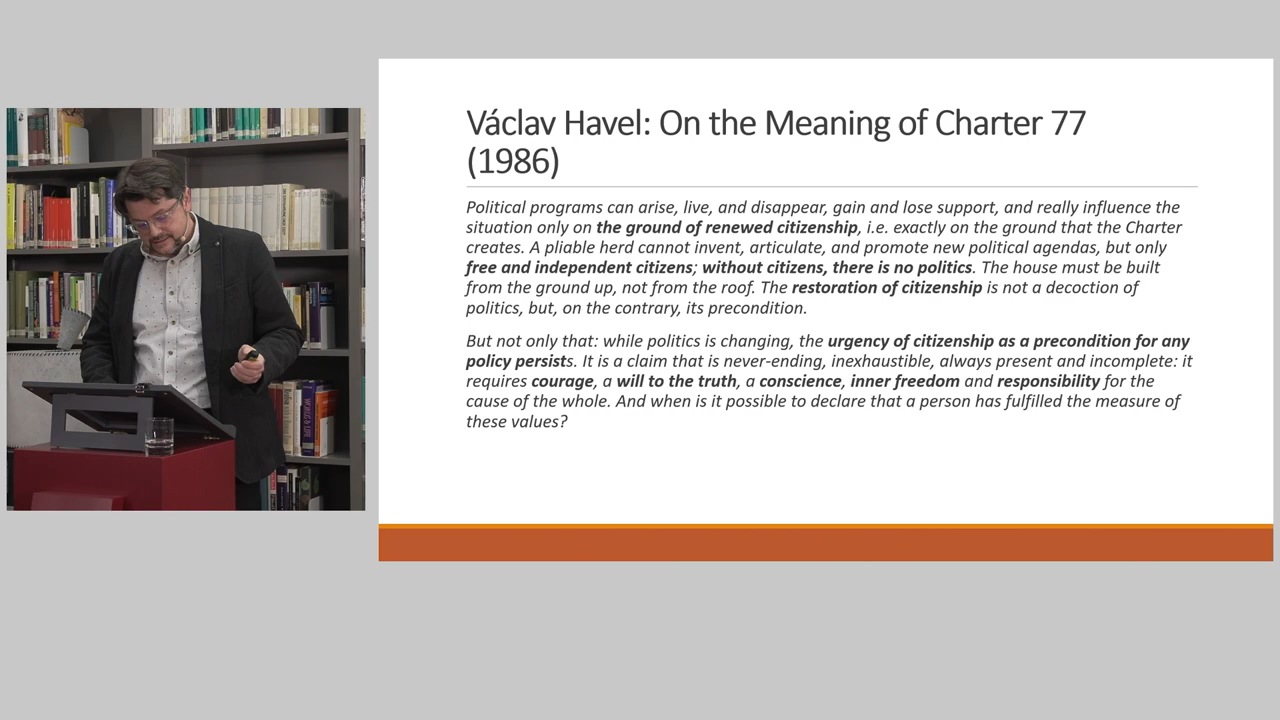 Václav Havel: On the Meaning of Charter 77
(1986)
Political programs can arise, live, and disappear, gain and lose support, and really influence the
situation only on the ground of renewed citizenship, i.e. exactly on the ground that the Charter
creates. A pliable herd cannot invent, articulate, and promote new political agendas, but only
free and independent citizens; without citizens, there is no politics. The house must be built
from the ground up, not from the roof. The restoration of citizenship is not a decoction of
politics, but, on the contrary, its precondition.
But not only that: while politics is changing, the urgency of citizenship as a precondition for any
policy persists. It is a claim that is never-ending, inexhaustible, always present and incomplete: it
requires courage, a will to the truth, a conscience, inner freedom and responsibility for the
cause of the whole. And when is it possible to declare that a person has fulfilled the measure of
these values?